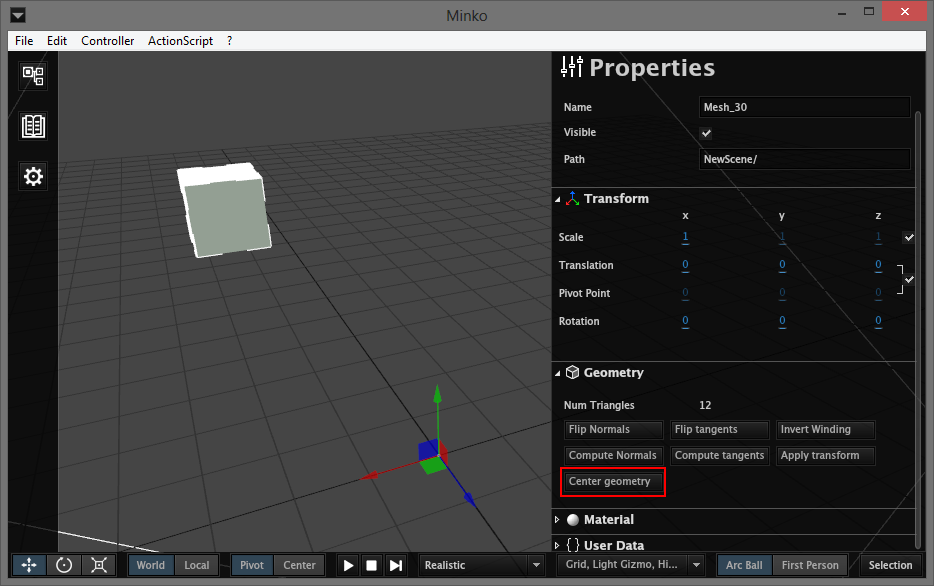 Minko
File Edit Controller ActionScript ?
Properties
Name Mesh_30
Visible
Path NewScene/
Transform
x y z
Scale 1 1 1
Translation 0 0 0
Pivot Point 0 0 0
Rotation 0 0 0
Geometry
Num Triangles 12
Flip Normals Flip tangents Invert Winding
Compute Normals Compute tangents Apply transform
Center geometry
Material
{} User Data
World Local Pivot Center Realistic Grid, Light Gizmo, Hi... Arc Ball First Person Selection